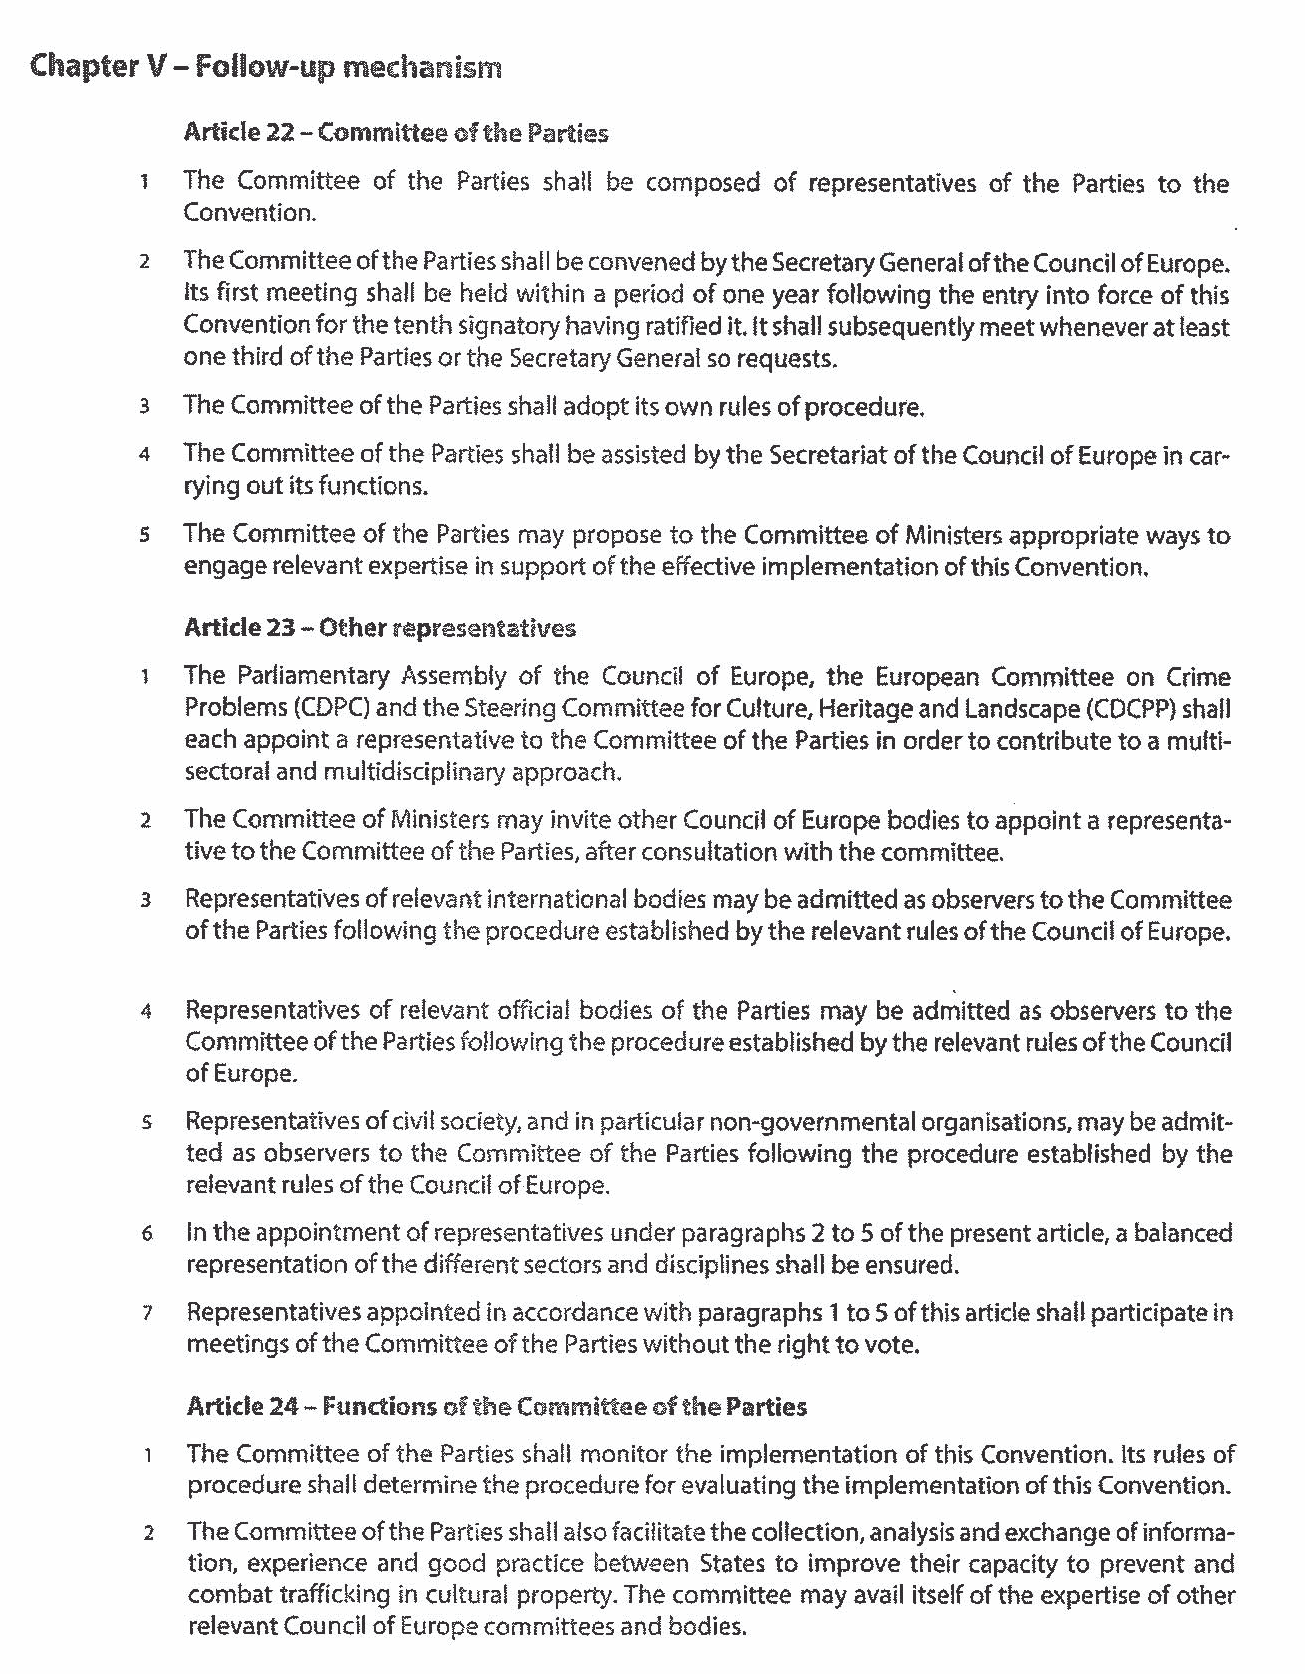 Chapter V – Follow-up mechanism
Article 22 – Committee of the Parties
1 The Committee of the Parties shall be composed of representatives of the Parties to the
Convention.
2 The Committee of the Parties shall be convened by the Secretary General of the Council of Europe.
Its first meeting shall be held within a period of one year following the entry into force of this
Convention for the tenth signatory having ratified it. It shall subsequently meet whenever at least
one third of the Parties or the Secretary General so requests.
3 The Committee of the Parties shall adopt its own rules of procedure.
4 The Committee of the Parties shall be assisted by the Secretariat of the Council of Europe in car-
rying out its functions.
5 The Committee of the Parties may propose to the Committee of Ministers appropriate ways to
engage relevant expertise in support of the effective implementation of this Convention.
Article 23 – Other representatives
1 The Parliamentary Assembly of the Council of Europe, the European Committee on Crime
Problems (CDPC) and the Steering Committee for Culture, Heritage and Landscape (CDCPP) shall
each appoint a representative to the Committee of the Parties in order to contribute to a multi-
sectoral and multidisciplinary approach.
2 The Committee of Ministers may invite other Council of Europe bodies to appoint a representa-
tive to the Committee of the Parties, after consultation with the committee.
3 Representatives of relevant international bodies may be admitted as observers to the Committee
of the Parties following the procedure established by the relevant rules of the Council of Europe.
4 Representatives of relevant official bodies of the Parties may be admitted as observers to the
Committee of the Parties following the procedure established by the relevant rules of the Council
of Europe.
5 Representatives of civil society, and in particular non-governmental organisations, may be admit-
ted as observers to the Committee of the Parties following the procedure established by the
relevant rules of the Council of Europe.
6 In the appointment of representatives under paragraphs 2 to 5 of the present article, a balanced
representation of the different sectors and disciplines shall be ensured.
7 Representatives appointed in accordance with paragraphs 1 to 5 of this article shall participate in
meetings of the Committee of the Parties without the right to vote.
Article 24 – Functions of the Committee of the Parties
1 The Committee of the Parties shall monitor the implementation of this Convention. Its rules of
procedure shall determine the procedure for evaluating the implementation of this Convention.
2 The Committee of the Parties shall also facilitate the collection, analysis and exchange of informa-
tion, experience and good practice between States to improve their capacity to prevent and
combat trafficking in cultural property. The committee may avail itself of the expertise of other
relevant Council of Europe committees and bodies.